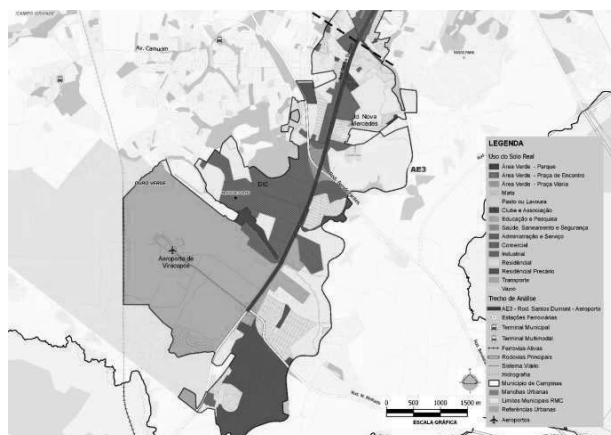 CAMPO GRANDE
Av. Camucim
Jd. Nova
Mercedes
AE3
OURO VERDE
DIC
Aeroporto de
Viracopos
LEGENDA
Uso do Solo Real
Área Verde - Parque
Área Verde - Praça de Encontro
Área Verde - Praça Viária
Mata
Pasto ou Lavoura
Clube e Associação
Educação e Pesquisa
Saúde, Saneamento e Segurança
Administração e Serviço
Comercial
Industrial
Residencial
Residencial Precário
Transporte
Vazio
Trecho de Análise
AE3 - Rod. Santos Dumont - Aeroporto
Estações Ferroviárias
Terminal Municipal
Terminal Multimodal
Ferrovias Ativas
Rodovias Principais
Sistema Viário
Hidrografia
Município de Campinas
Manchas Urbanas
Limites Municipais RMC
Referências Urbanas
Aeroportos
0 500 1000 1500 m
ESCALA GRÁFICA